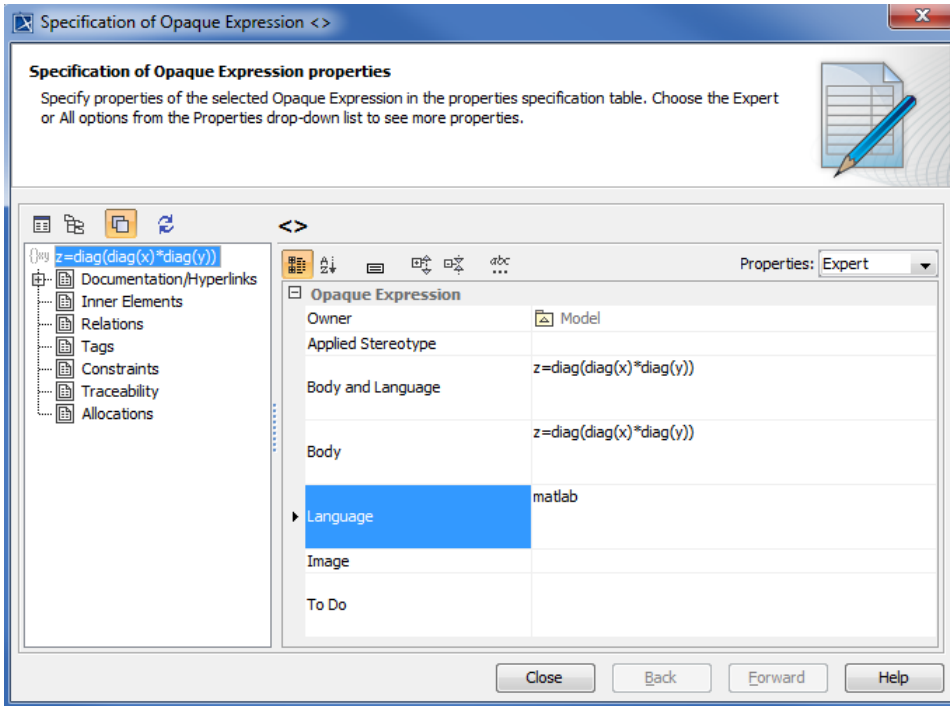 Specification of Opaque Expression <>
Specification of Opaque Expression properties
Specify properties of the selected Opaque Expression in the properties specification table. Choose the Expert
or All options from the Properties drop-down list to see more properties.
<>
z=diag(diag(x)*diag(y))
Documentation/Hyperlinks
Inner Elements
Relations
Tags
Constraints
Traceability
Allocations
abc
Properties: Expert
Opaque Expression
Owner Model
Applied Stereotype
Body and Language z=diag(diag(x)*diag(y))
Body z=diag(diag(x)*diag(y))
Language matlab
Image
To Do
Close Back Forward Help